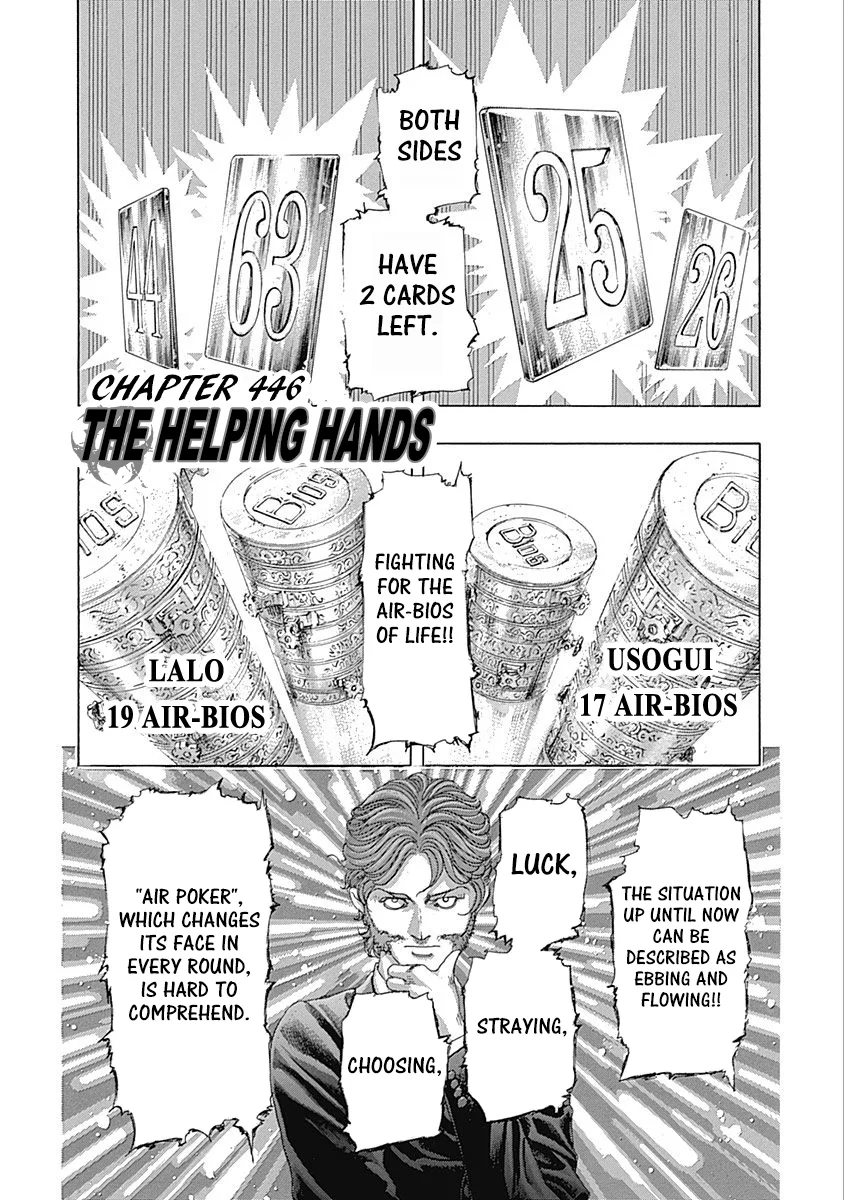 BOTH
SIDES
HAVE
2 CARDS
LEFT.
25
26
63
44
CHAPTER 446
THE HELPING HANDS
Bios
Bios
Bios
Bios
FIGHTING
FOR THE
AIR-BIOS
OF LIFE!!
USOGUI
17 AIR-BIOS
LALO
19 AIR-BIOS
THE SITUATION
UP UNTIL NOW
CAN BE
DESCRIBED AS
EBBING AND
FLOWING!!
LUCK,
STRAYING,
CHOOSING,
"AIR POKER",
WHICH CHANGES
ITS FACE IN
EVERY ROUND,
IS HARD TO
COMPREHEND.